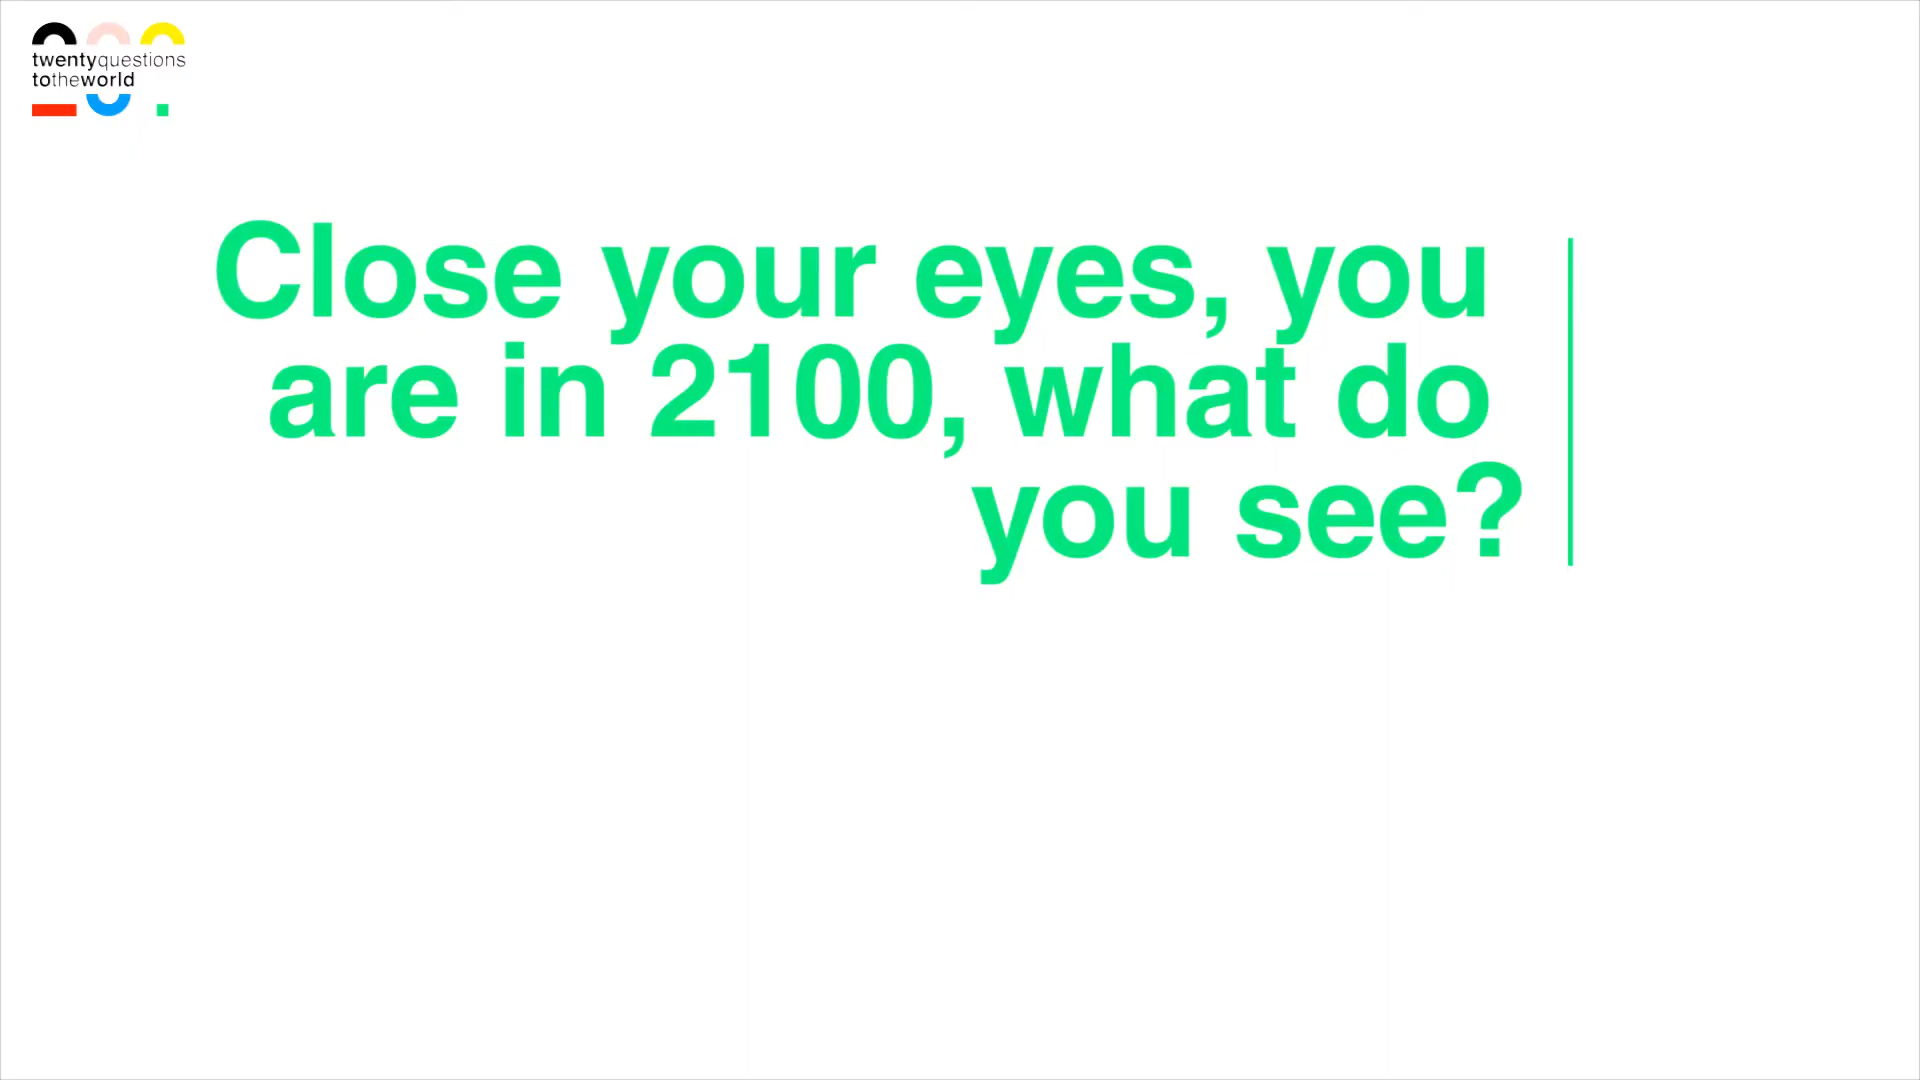 twentyquestions
totheworld
Close your eyes, you
are in 2100, what do
you see?